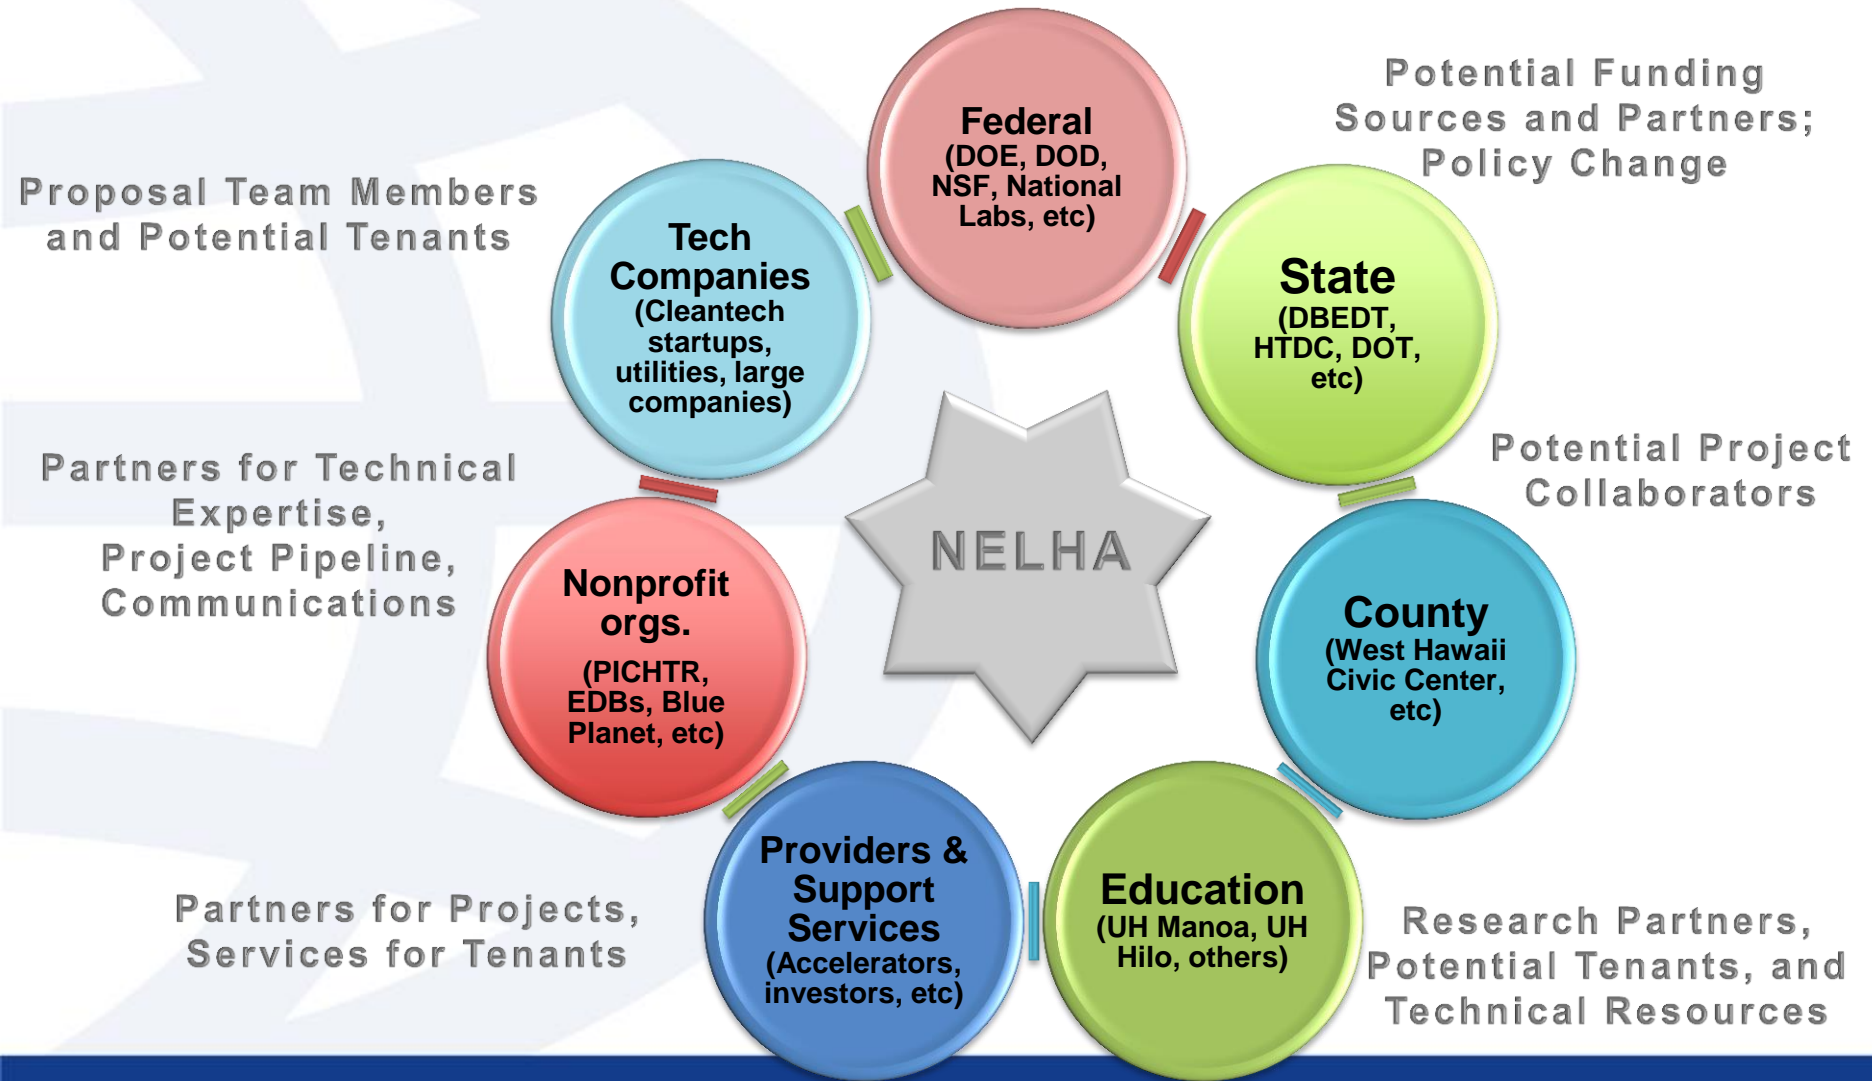 Federal
(DOE, DOD,
NSF, National
Labs, etc)
Potential Funding
Sources and Partners;
Policy Change
State
(DBEDT,
HTDC, DOT,
etc)
Potential Project
Collaborators
County
(West Hawaii
Civic Center,
etc)
Education
(UH Manoa, UH
Hilo, others)
Research Partners,
Potential Tenants, and
Technical Resources
Providers &
Support
Services
(Accelerators,
investors, etc)
Partners for Projects,
Services for Tenants
Nonprofit
orgs.
(PICHTR,
EDBs, Blue
Planet, etc)
Partners for Technical
Expertise,
Project Pipeline,
Communications
Tech
Companies
(Cleantech
startups,
utilities, large
companies)
Proposal Team Members
and Potential Tenants
NELHA